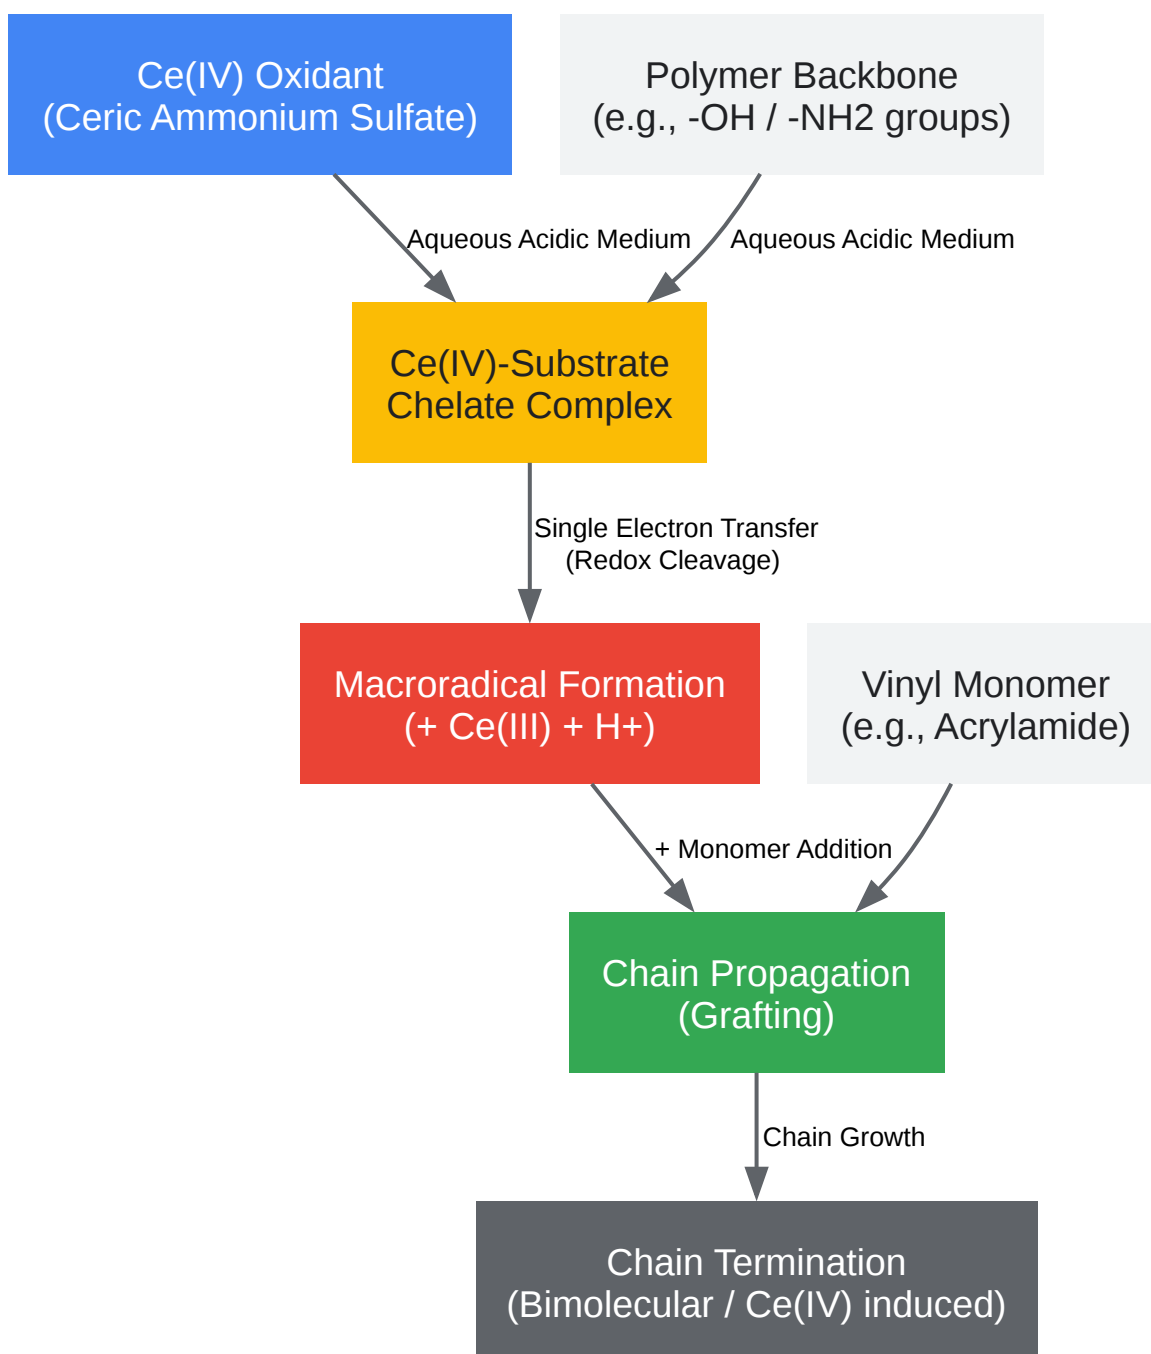 Ce(IV) Oxidant
(Ceric Ammonium Sulfate)
Polymer Backbone
(e.g., -OH / -NH2 groups)
Aqueous Acidic Medium
Aqueous Acidic Medium
Ce(IV)-Substrate
Chelate Complex
Single Electron Transfer
(Redox Cleavage)
Macroradical Formation
(+ Ce(III) + H+)
Vinyl Monomer
(e.g., Acrylamide)
+ Monomer Addition
Chain Propagation
(Grafting)
Chain Growth
Chain Termination
(Bimolecular / Ce(IV) induced)